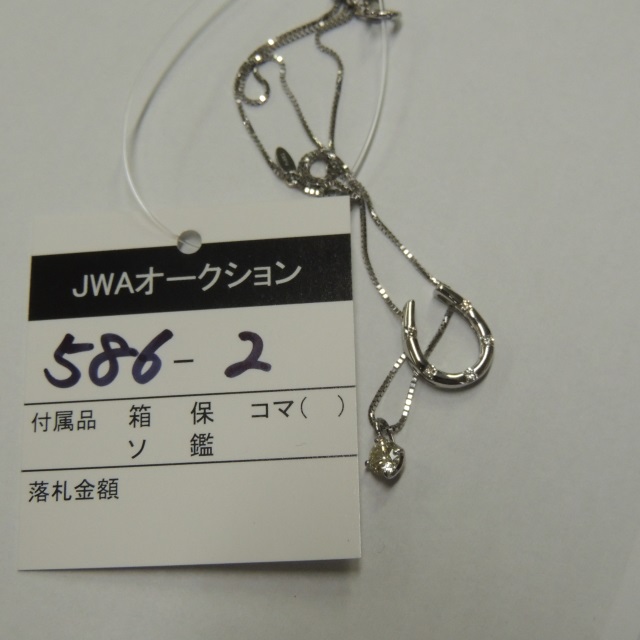 JWAオークション
586-2
付属品 箱 保 コマ( )
ソ 鑑
落札金額